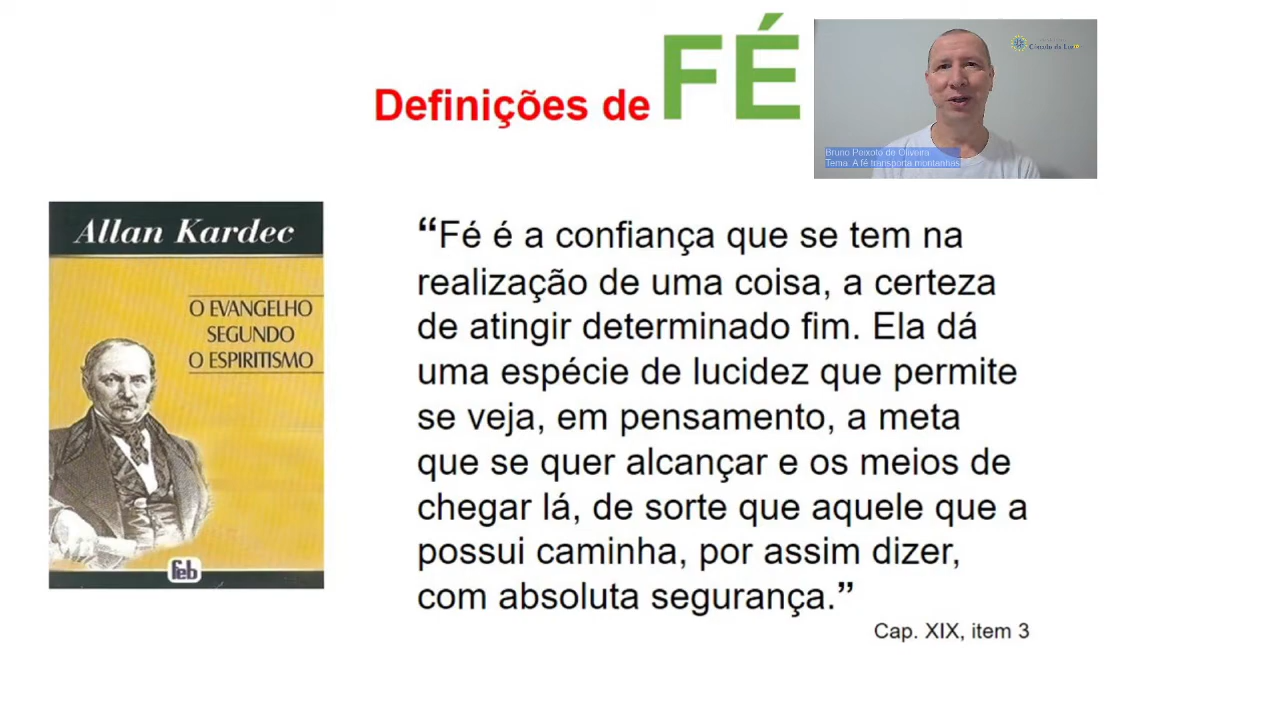 Definições de FÉ
Círculo de Luz
Bruno Peixoto de Oliveira
Tema: A fé transporta montanhas
Allan Kardec
O EVANGELHO
SEGUNDO
O ESPIRITISMO
feb
“Fé é a confiança que se tem na
realização de uma coisa, a certeza
de atingir determinado fim. Ela dá
uma espécie de lucidez que permite
se veja, em pensamento, a meta
que se quer alcançar e os meios de
chegar lá, de sorte que aquele que a
possui caminha, por assim dizer,
com absoluta segurança.”
Cap. XIX, item 3